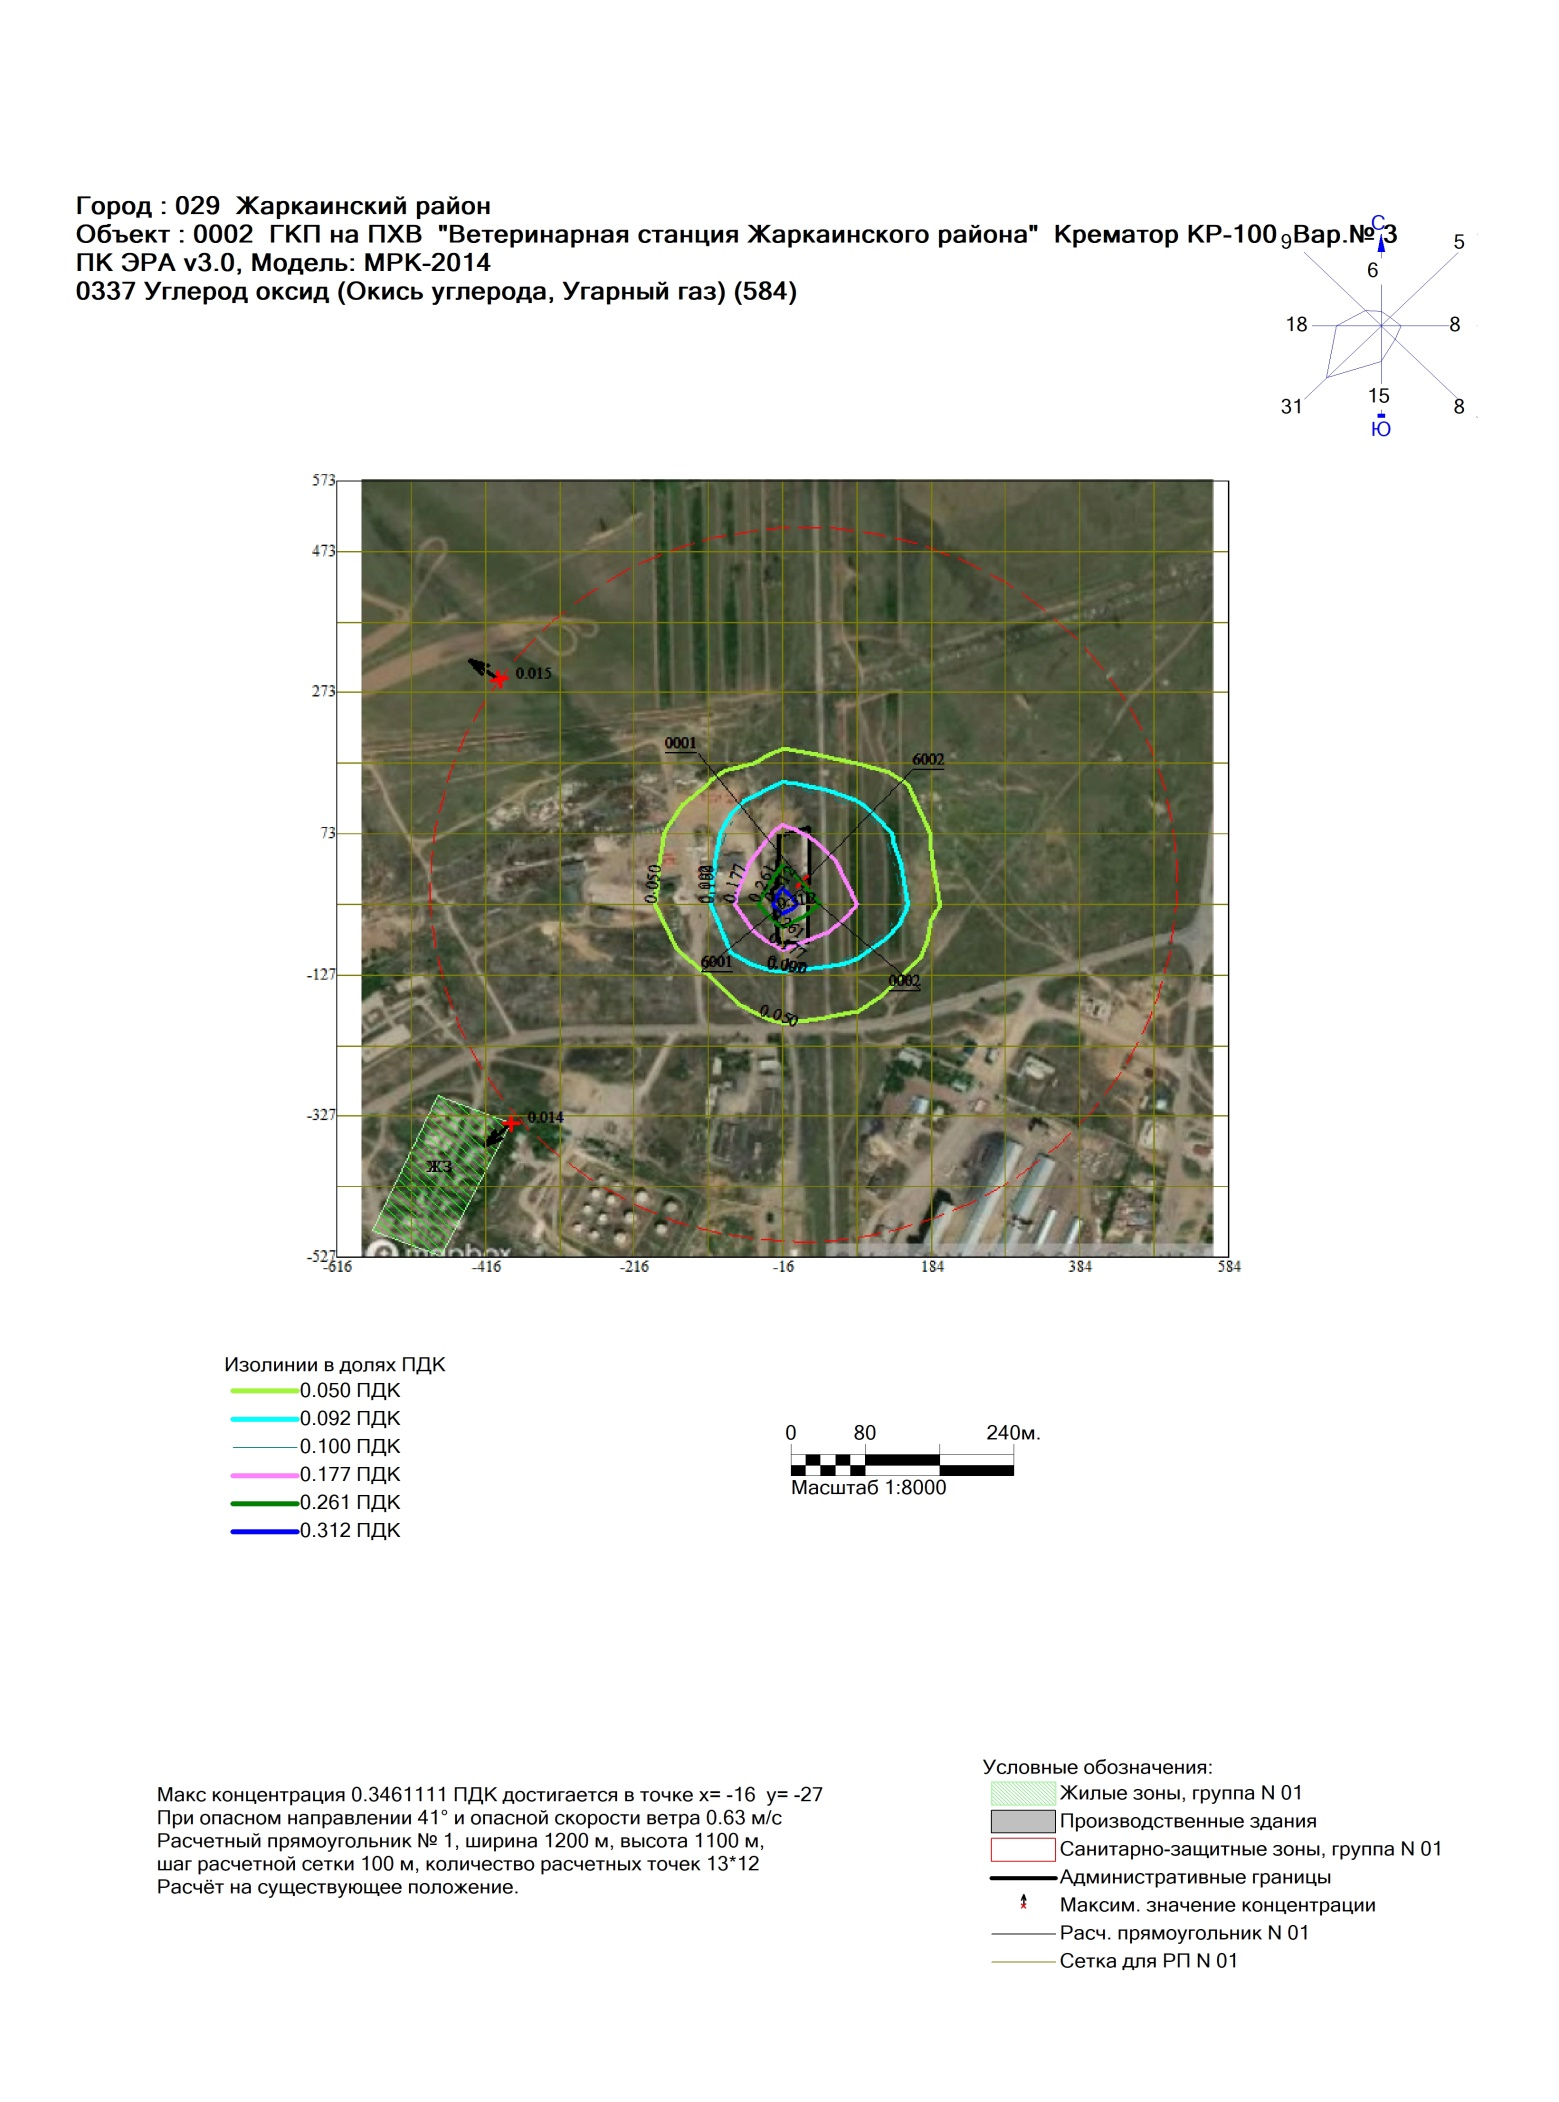 Город : 029 Жаркаинский район
Объект : 0002 ГКП на ПХВ "Ветеринарная станция Жаркаинского района" Крематор КР-100 Вар.№ 3
ПК ЭРА v3.0, Модель: МРК-2014
0337 Углерод оксид (Окись углерода, Угарный газ) (584)
С
9
5
6
18
8
15
31
8
Ю
573
473
273
73
-127
-327
-527
0.015
0001
6002
0.050
0.177
0.261
6001
0002
0.050
0.014
ЖЗ
mapbox
-616
-416
-216
-16
184
384
584
Изолинии в долях ПДК
0.050 ПДК
0.092 ПДК
0.100 ПДК
0.177 ПДК
0.261 ПДК
0.312 ПДК
0 80 240м.
Масштаб 1:8000
Макс концентрация 0.3461111 ПДК достигается в точке x= -16 y= -27
При опасном направлении 41° и опасной скорости ветра 0.63 м/с
Расчетный прямоугольник № 1, ширина 1200 м, высота 1100 м,
шаг расчетной сетки 100 м, количество расчетных точек 13*12
Расчёт на существующее положение.
Условные обозначения:
Жилые зоны, группа N 01
Производственные здания
Санитарно-защитные зоны, группа N 01
Административные границы
Максим. значение концентрации
Расч. прямоугольник N 01
Сетка для РП N 01